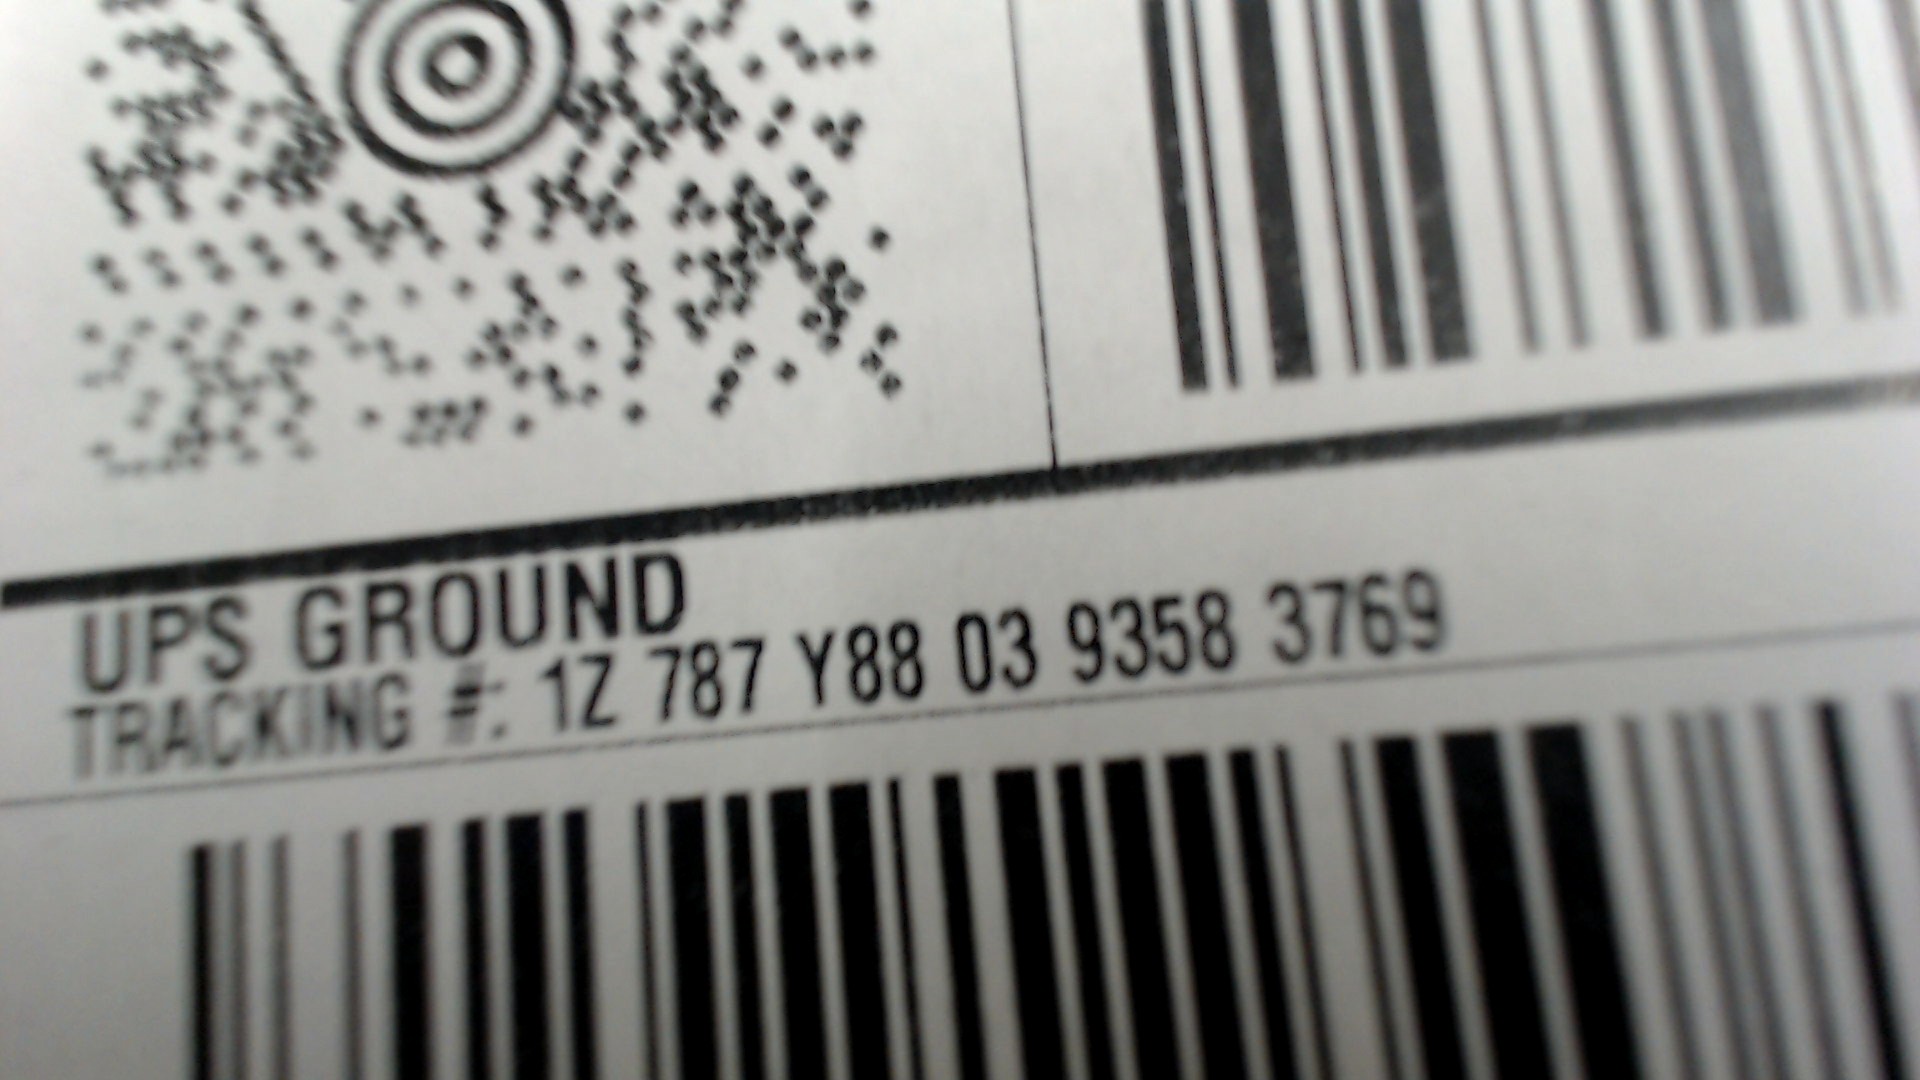 UPS GROUND
TRACKING #: 1Z 787 Y88 03 9358 3769